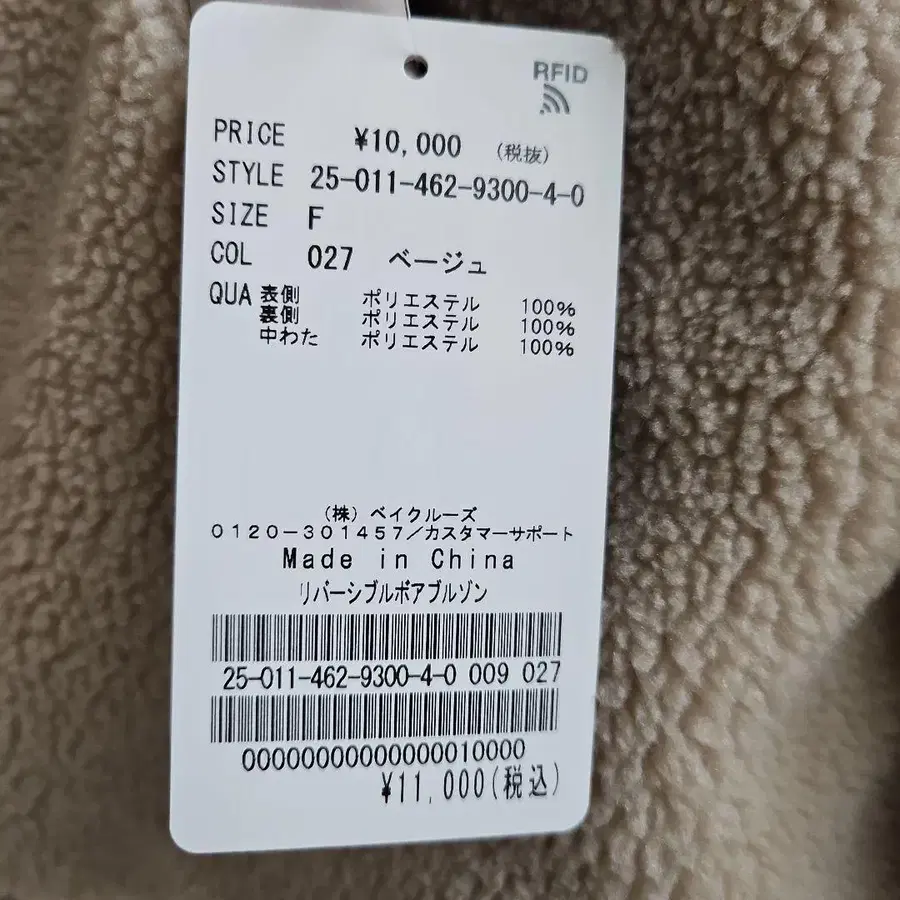 RFID
PRICE ¥10,000 (税抜)
STYLE 25-011-462-9300-4-0
SIZE F
COL 027 ベージュ
QUA 表側 ポリエステル 100%
裏側 ポリエステル 100%
中わた ポリエステル 100%
(株)ベイクルーズ
0120-301457/カスタマーサポート
Made in China
リバーシブルボアブルゾン
25-011-462-9300-4-0 009 027
00000000000000010000
¥11,000(税込)